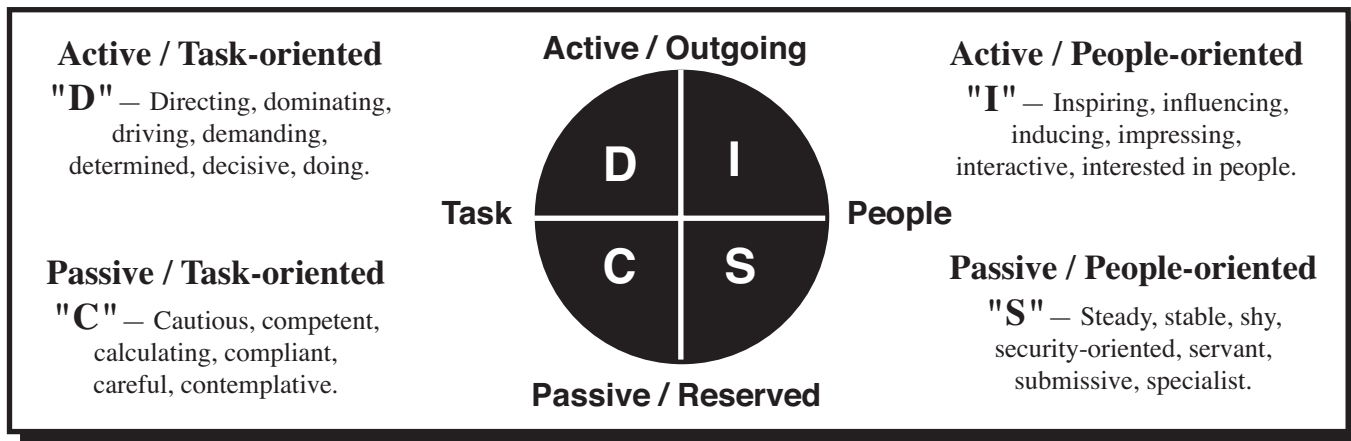 Active / Task-oriented
"D"— Directing, dominating,
driving, demanding,
determined, decisive, doing.
Active / Outgoing
Active / People-oriented
"I"— Inspiring, influencing,
inducing, impressing,
interactive, interested in people.
D
I
Task
People
C
S
Passive / Task-oriented
"C"— Cautious, competent,
calculating, compliant,
careful, contemplative.
Passive / Reserved
Passive / People-oriented
"S"— Steady, stable, shy,
security-oriented, servant,
submissive, specialist.